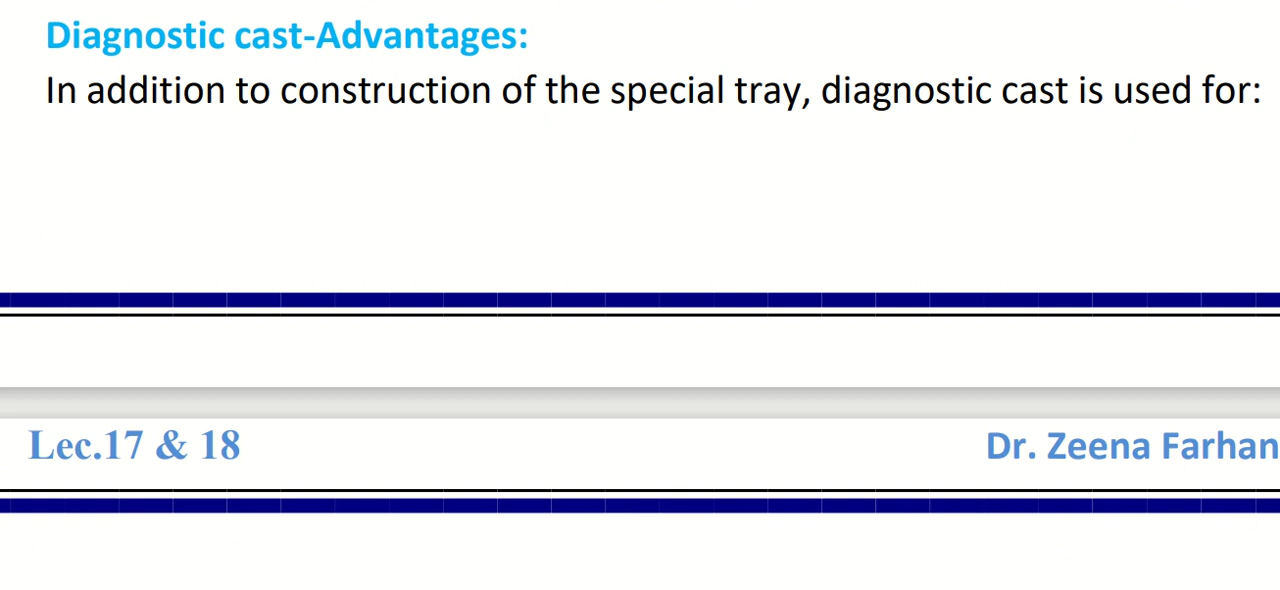 Diagnostic cast-Advantages:
In addition to construction of the special tray, diagnostic cast is used for:
Lec.17 & 18
Dr. Zeena Farhan